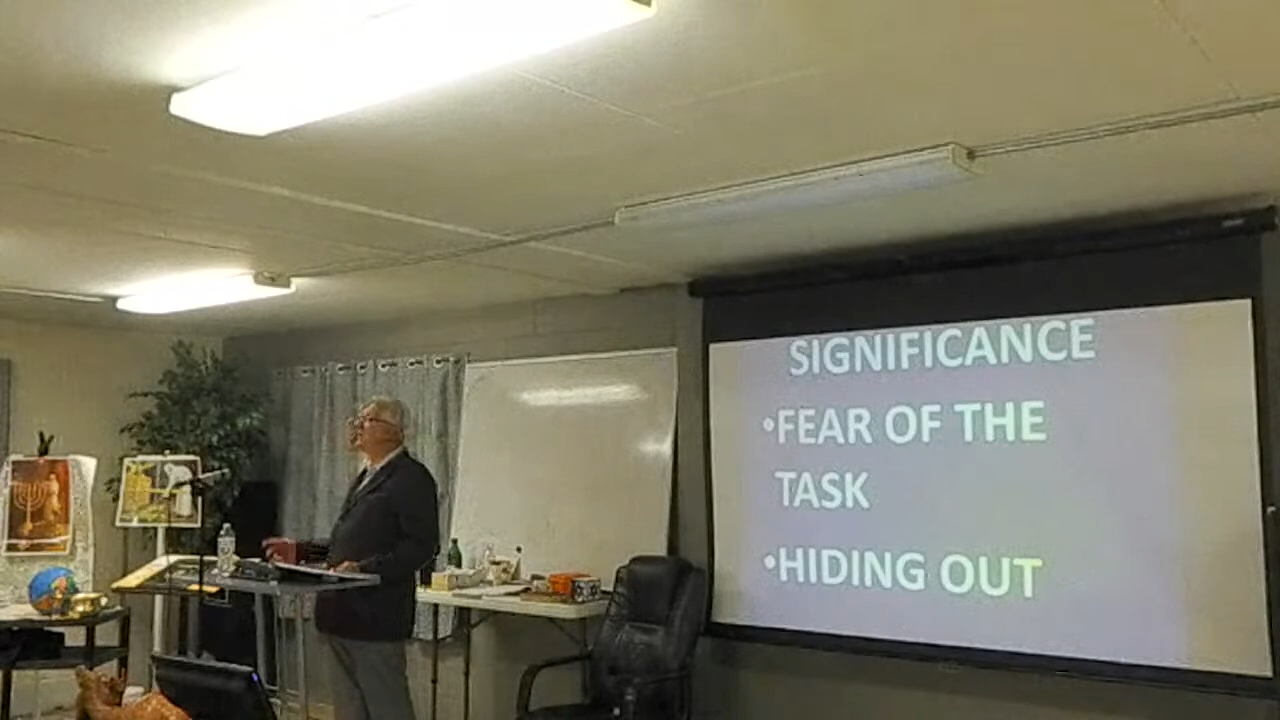 SIGNIFICANCE
•FEAR OF THE
TASK
•HIDING OUT